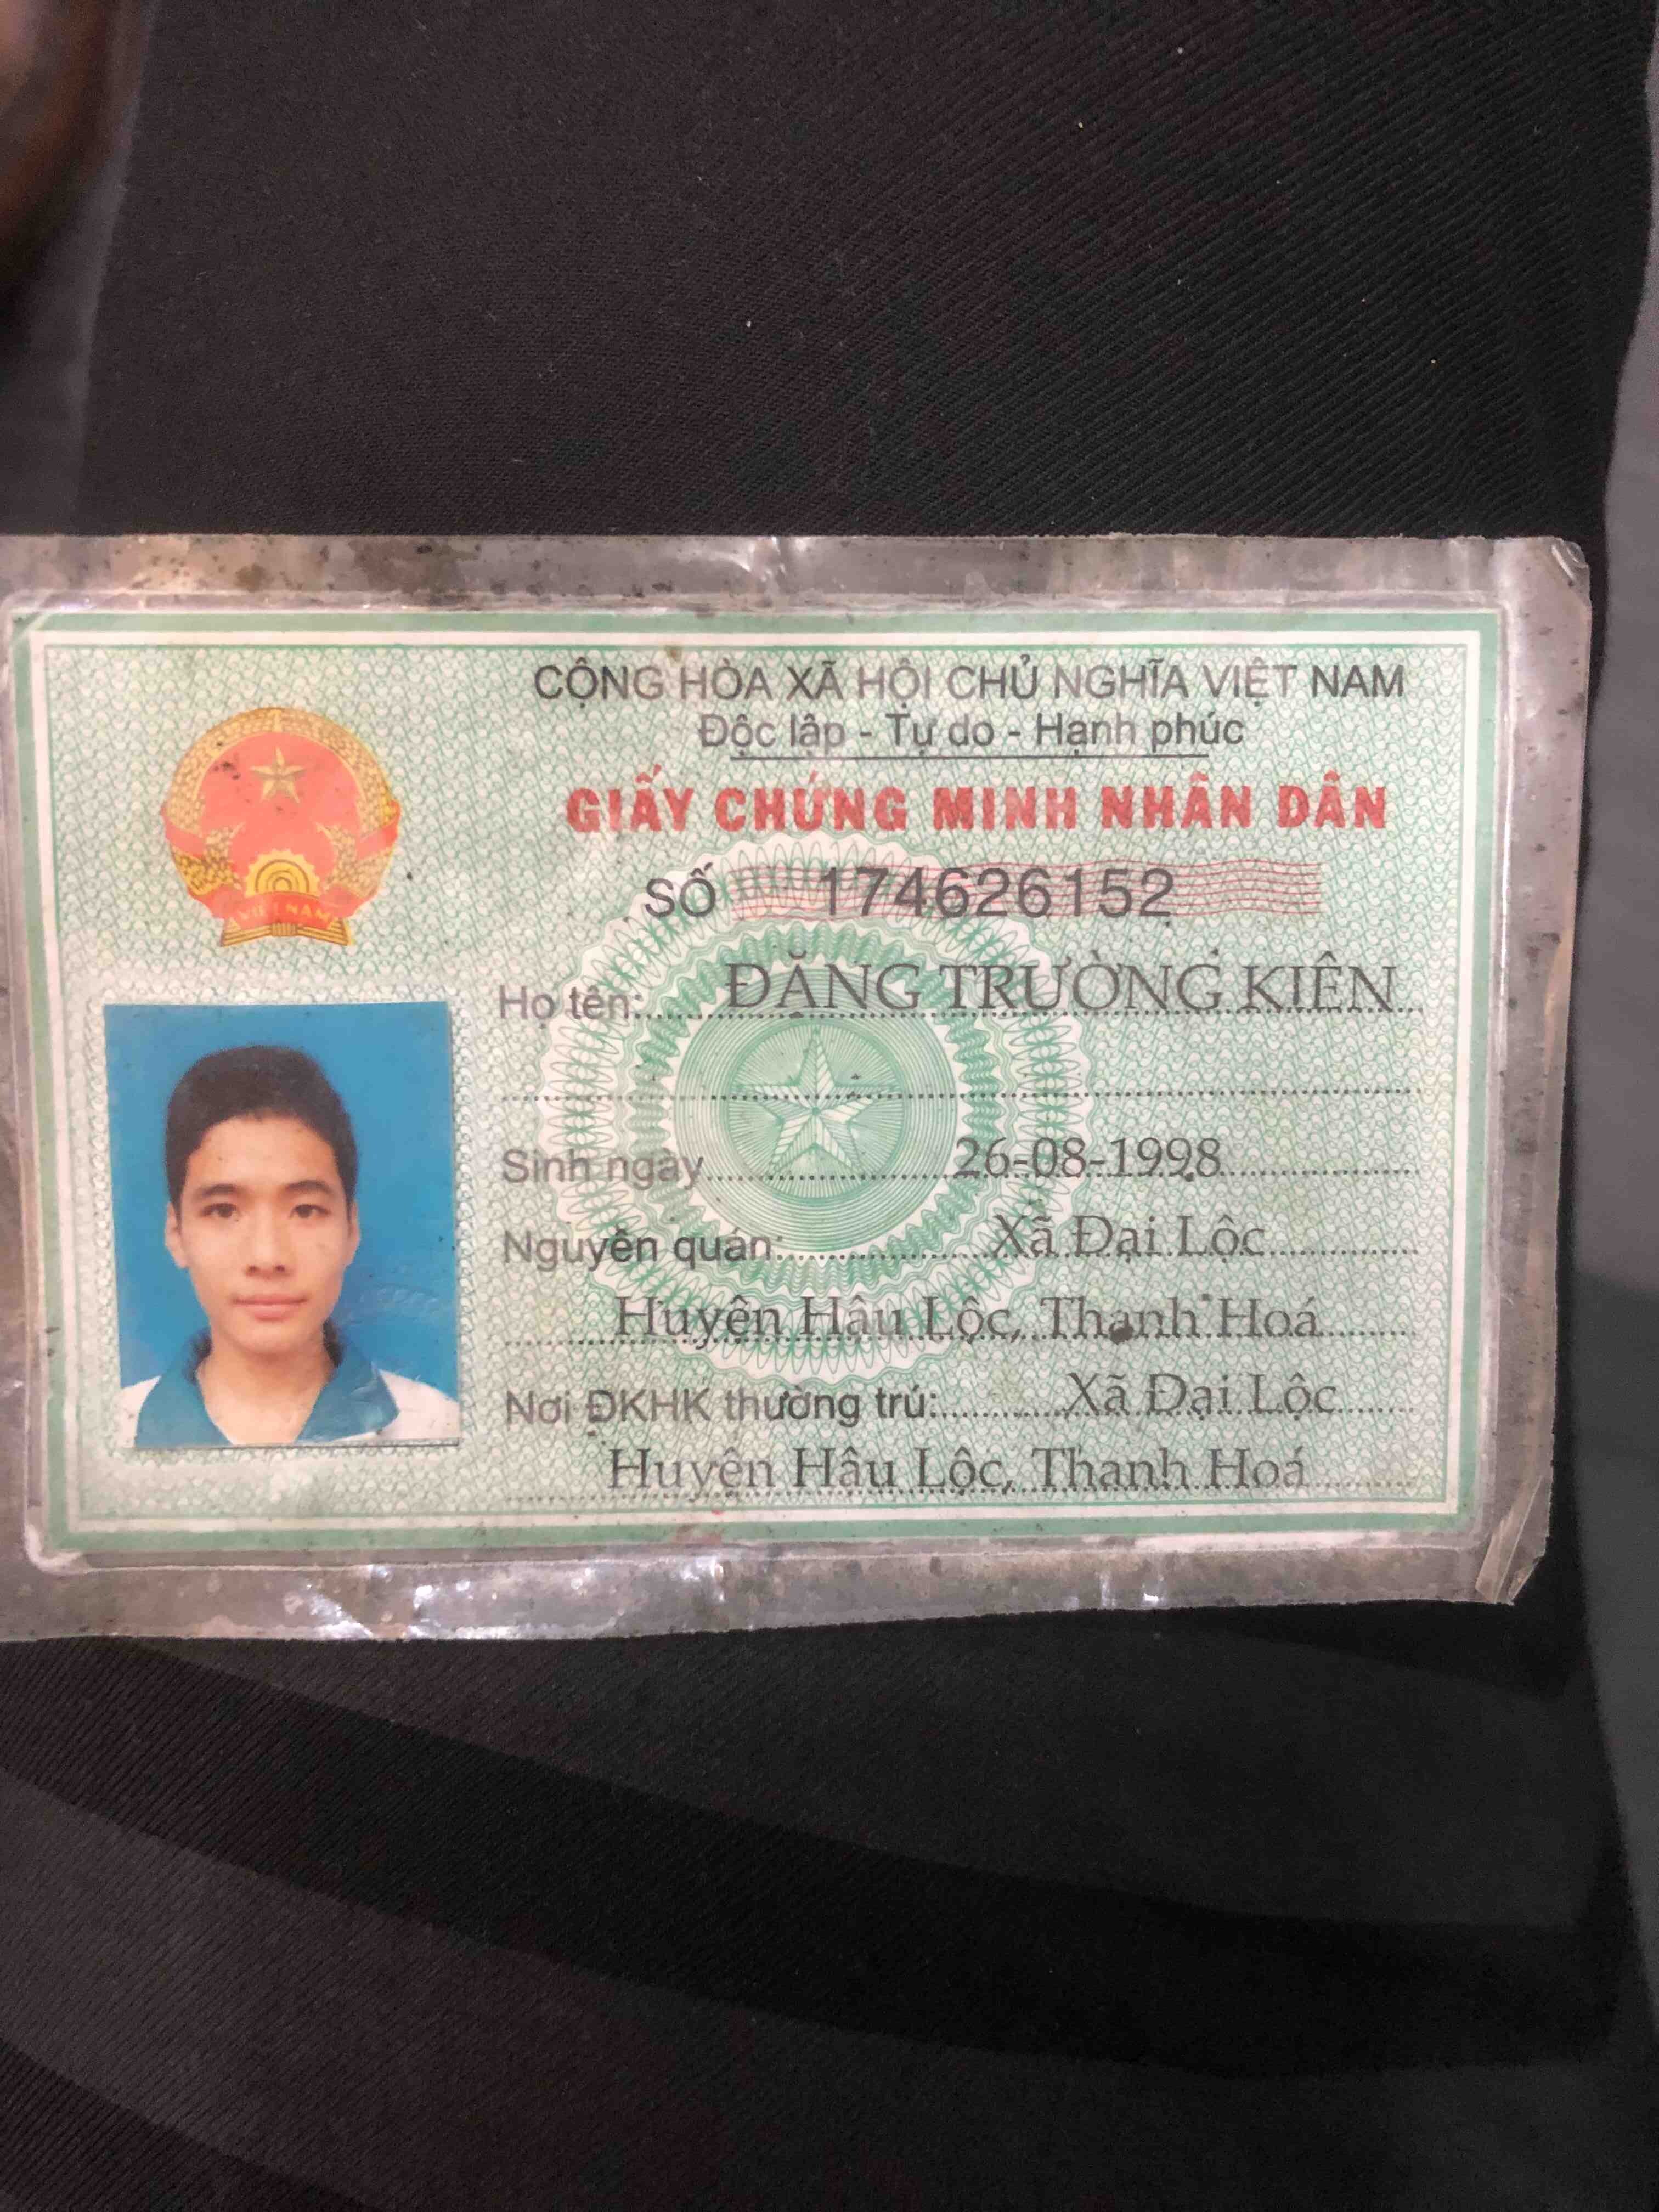 CỘNG HÒA XÃ HỘI CHỦ NGHĨA VIỆT NAM
Độc lập - Tự do - Hạnh phúc
GIẤY CHỨNG MINH NHÂN DÂN
SỐ 174626152
Họ tên: ĐẶNG TRƯỜNG KIÊN
Sinh ngày 26-08-1998
Nguyên quán: Xã Đại Lộc
Huyện Hậu Lộc, Thanh Hoá
Nơi ĐKHK thường trú: Xã Đại Lộc
Huyện Hậu Lộc, Thanh Hoá
VIỆT NAM